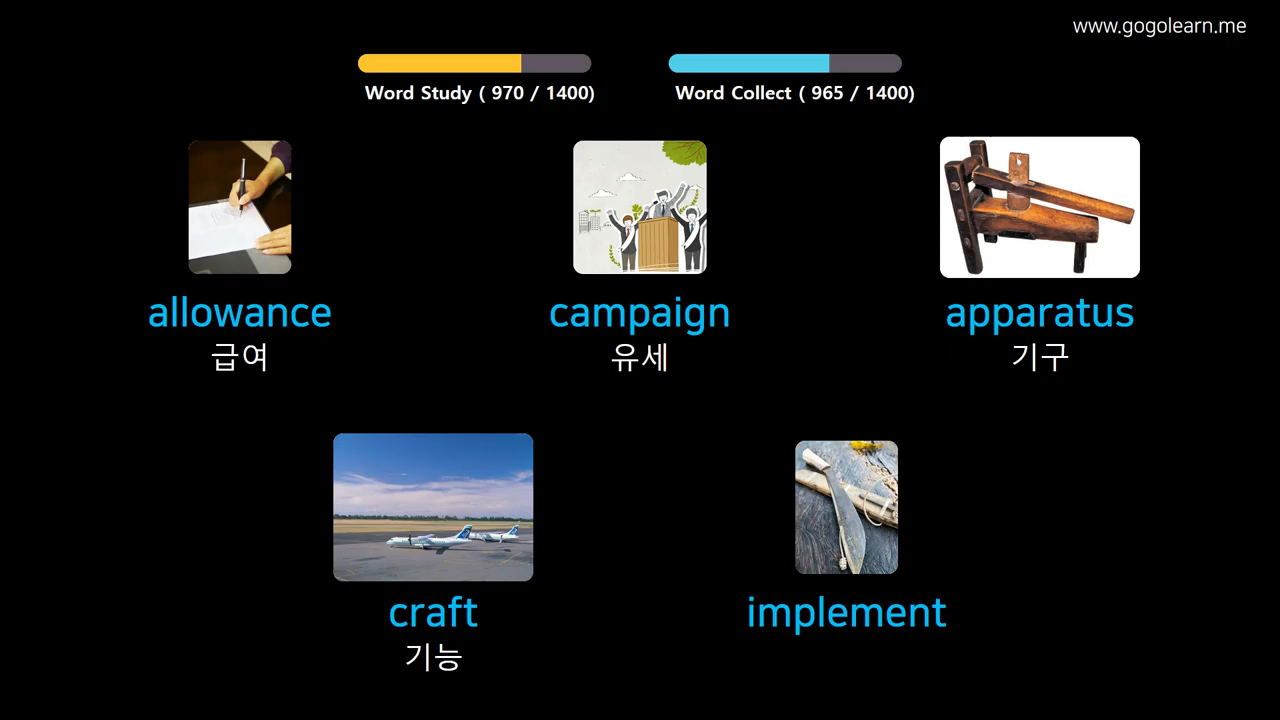 www.gogolearn.me
Word Study ( 970 / 1400)
Word Collect ( 965 / 1400)
allowance
급여
campaign
유세
apparatus
기구
craft
기능
implement